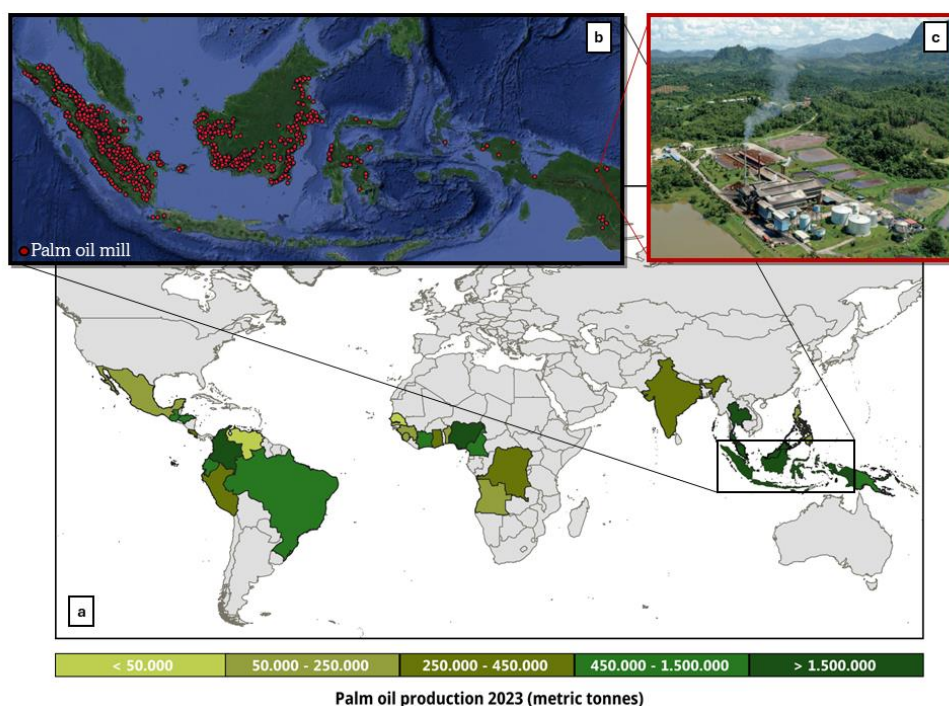 b
c
Palm oil mill
a
< 50.000
50.000 - 250.000
250.000 - 450.000
450.000 - 1.500.000
> 1.500.000
Palm oil production 2023 (metric tonnes)